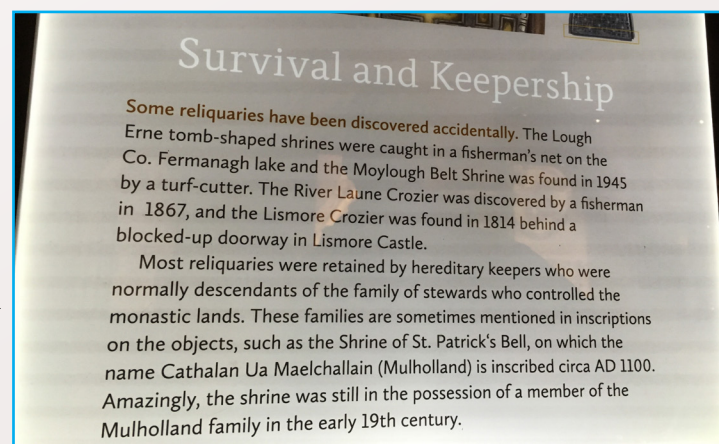 Survival and Keepership
Some reliquaries have been discovered accidentally. The Lough
Erne tomb-shaped shrines were caught in a fisherman's net on the
Co. Fermanagh lake and the Moylough Belt Shrine was found in 1945
by a turf-cutter. The River Laune Crozier was discovered by a fisherman
in 1867, and the Lismore Crozier was found in 1814 behind a
blocked-up doorway in Lismore Castle.
Most reliquaries were retained by hereditary keepers who were
normally descendants of the family of stewards who controlled the
monastic lands. These families are sometimes mentioned in inscriptions
on the objects, such as the Shrine of St. Patrick's Bell, on which the
name Cathalan Ua Maelchallain (Mulholland) is inscribed circa AD 1100.
Amazingly, the shrine was still in the possession of a member of the
Mulholland family in the early 19th century.